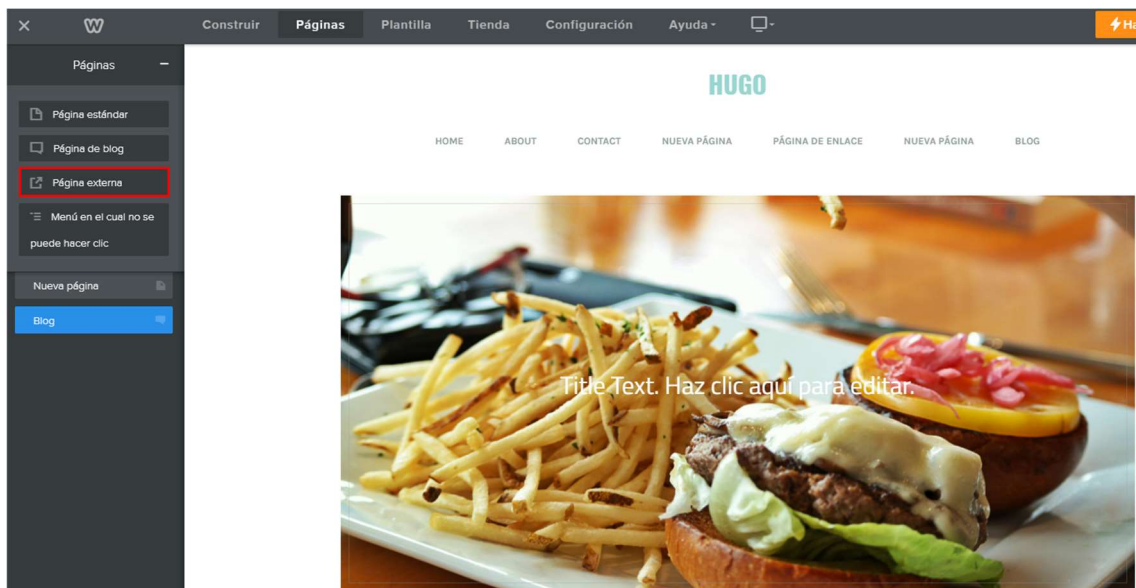 Construir Páginas Plantilla Tienda Configuración Ayuda
Páginas
Página estándar
Página de blog
Página externa
Menú en el cual no se
puede hacer clic
Nueva página
Blog
HUGO
HOME ABOUT CONTACT NUEVA PÁGINA PÁGINA DE ENLACE NUEVA PÁGINA BLOG
Title Text. Haz clic aquí para editar.